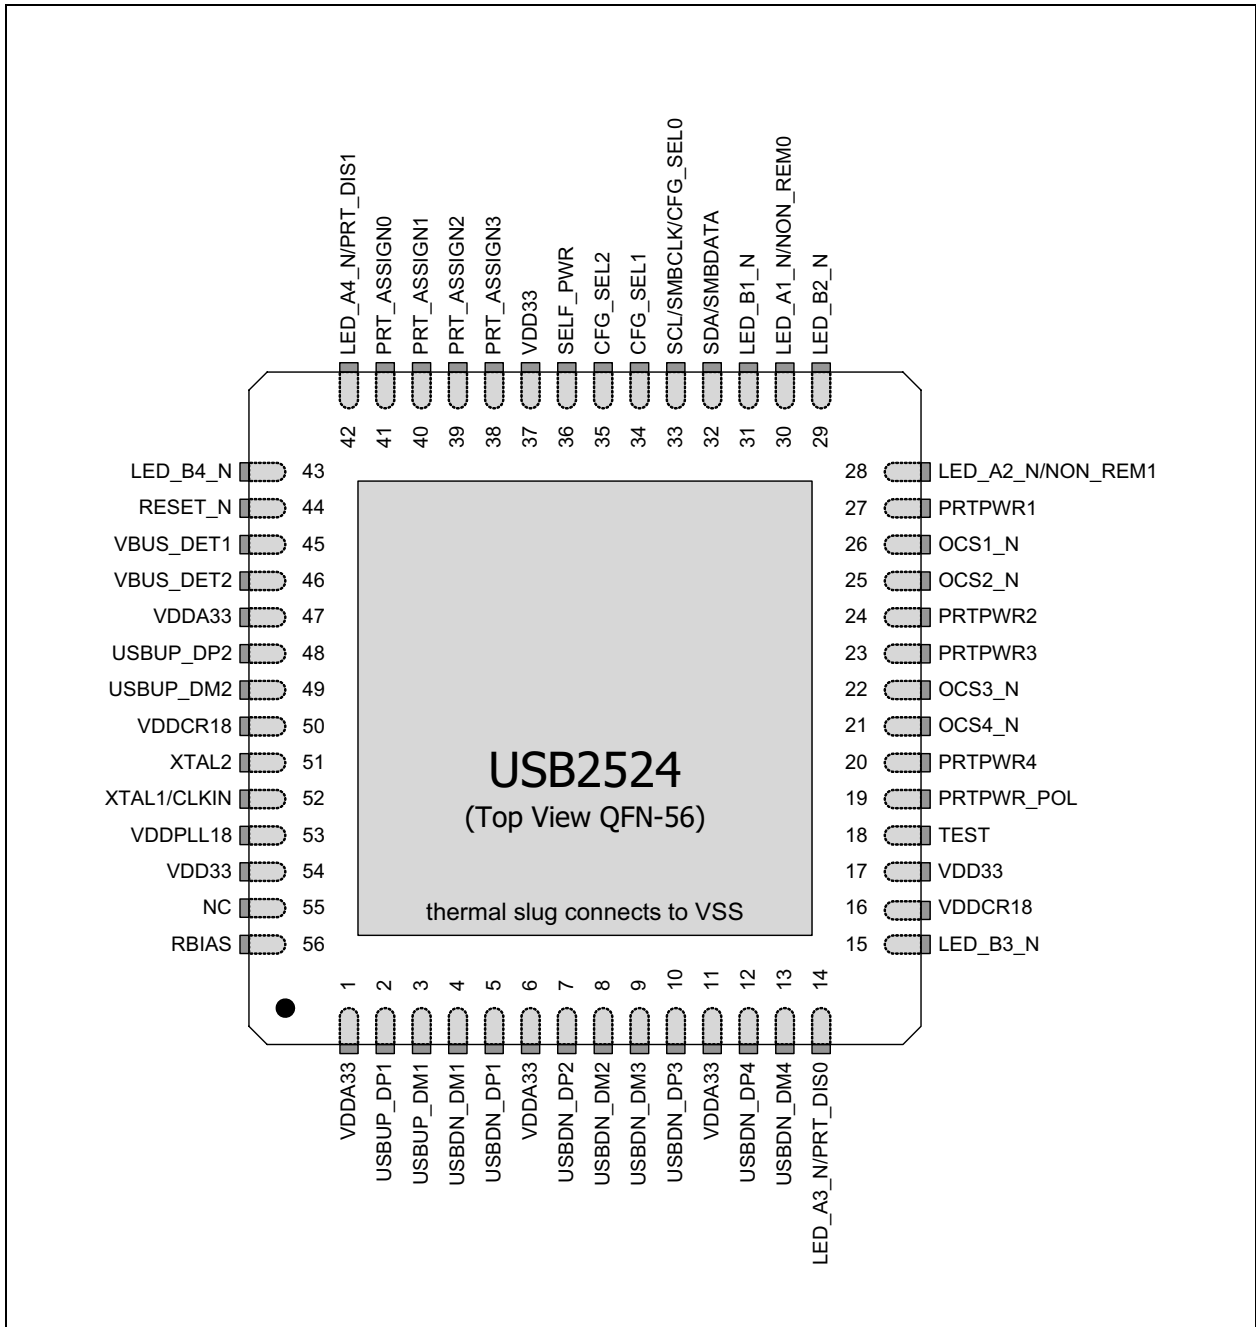 LED_A4_N/PRT_DIS1
PRT_ASSIGN0
PRT_ASSIGN1
PRT_ASSIGN2
PRT_ASSIGN3
VDD33
SELF_PWR
CFG_SEL2
CFG_SEL1
SCL/SMBCLK/CFG_SEL0
SDA/SMBDATA
LED_B1_N
LED_A1_N/NON_REM0
LED_B2_N
42 41 40 39 38 37 36 35 34 33 32 31 30 29
LED_B4_N 43
RESET_N 44
VBUS_DET1 45
VBUS_DET2 46
VDDA33 47
USBUP_DP2 48
USBUP_DM2 49
VDDCR18 50
XTAL2 51
XTAL1/CLKIN 52
VDDPLL18 53
VDD33 54
NC 55
RBIAS 56
28 LED_A2_N/NON_REM1
27 PRTPWR1
26 OCS1_N
25 OCS2_N
24 PRTPWR2
23 PRTPWR3
22 OCS3_N
21 OCS4_N
20 PRTPWR4
19 PRTPWR_POL
18 TEST
17 VDD33
16 VDDCR18
15 LED_B3_N
USB2524
(Top View QFN-56)
thermal slug connects to VSS
1 2 3 4 5 6 7 8 9 10 11 12 13 14
VDDA33
USBUP_DP1
USBUP_DM1
USBDN_DM1
USBDN_DP1
VDDA33
USBDN_DP2
USBDN_DM2
USBDN_DM3
USBDN_DP3
VDDA33
USBDN_DP4
USBDN_DM4
LED_A3_N/PRT_DIS0